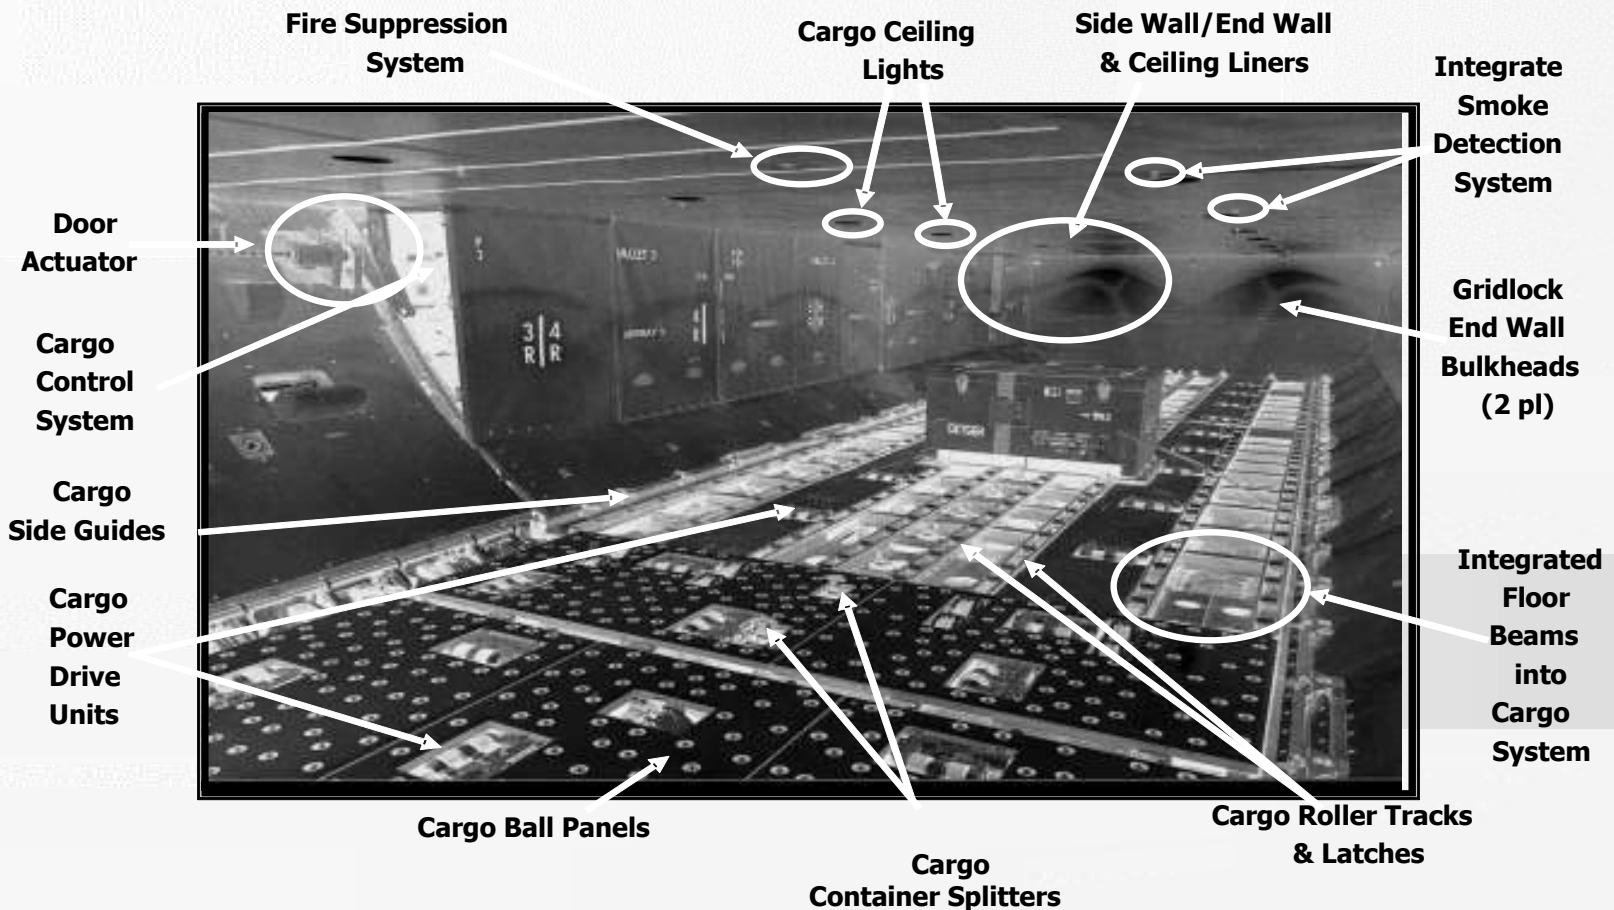 Fire Suppression
System
Cargo Ceiling
Lights
Side Wall/End Wall
& Ceiling Liners
Integrate
Smoke
Detection
System
Door
Actuator
Cargo
Control
System
Gridlock
End Wall
Bulkheads
(2 pl)
Cargo
Side Guides
Cargo
Power
Drive
Units
Integrated
Floor
Beams
into
Cargo
System
3 4
R R
Cargo Ball Panels
Cargo
Container Splitters
Cargo Roller Tracks
& Latches